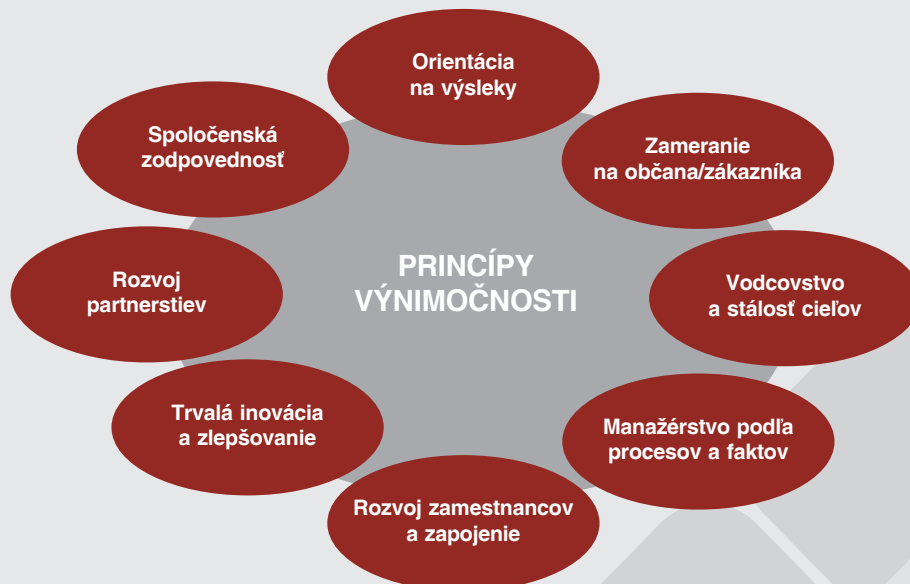 Orientácia
na výsleky
Zameranie
na občana/zákazníka
Vodcovstvo
a stálosť cieľov
Manažérstvo podľa
procesov a faktov
Rozvoj zamestnancov
a zapojenie
Trvalá inovácia
a zlepšovanie
Rozvoj
partnerstiev
Spoločenská
zodpovednosť
PRINCÍPY
VÝNIMOČNOSTI